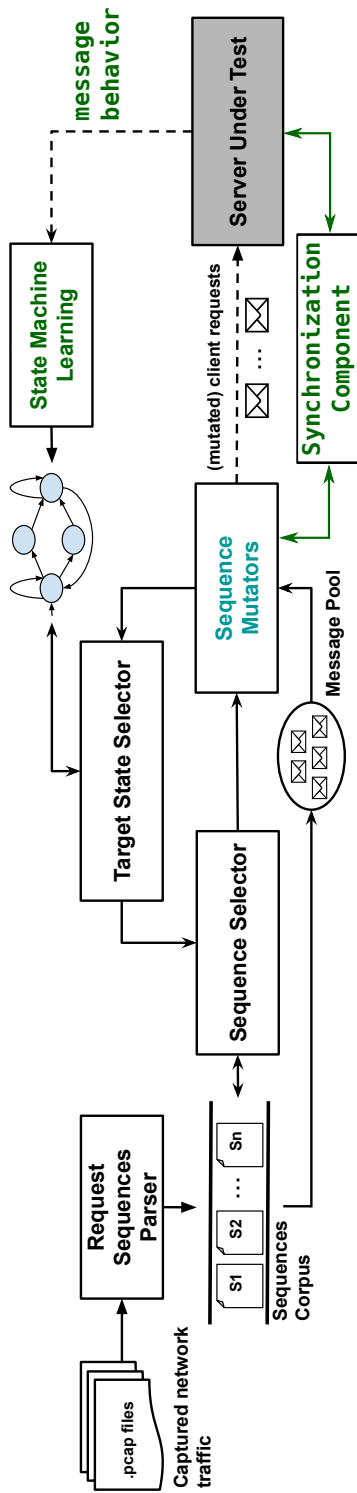 .pcap files
Captured network
traffic
Request
Sequences
Parser
S1
S2
...
Sn
Sequences
Corpus
Sequence Selector
Target State Selector
Sequence
Mutators
Message Pool
State Machine
Learning
message
behavior
(mutated) client requests
...
Server Under Test
Synchronization
Component